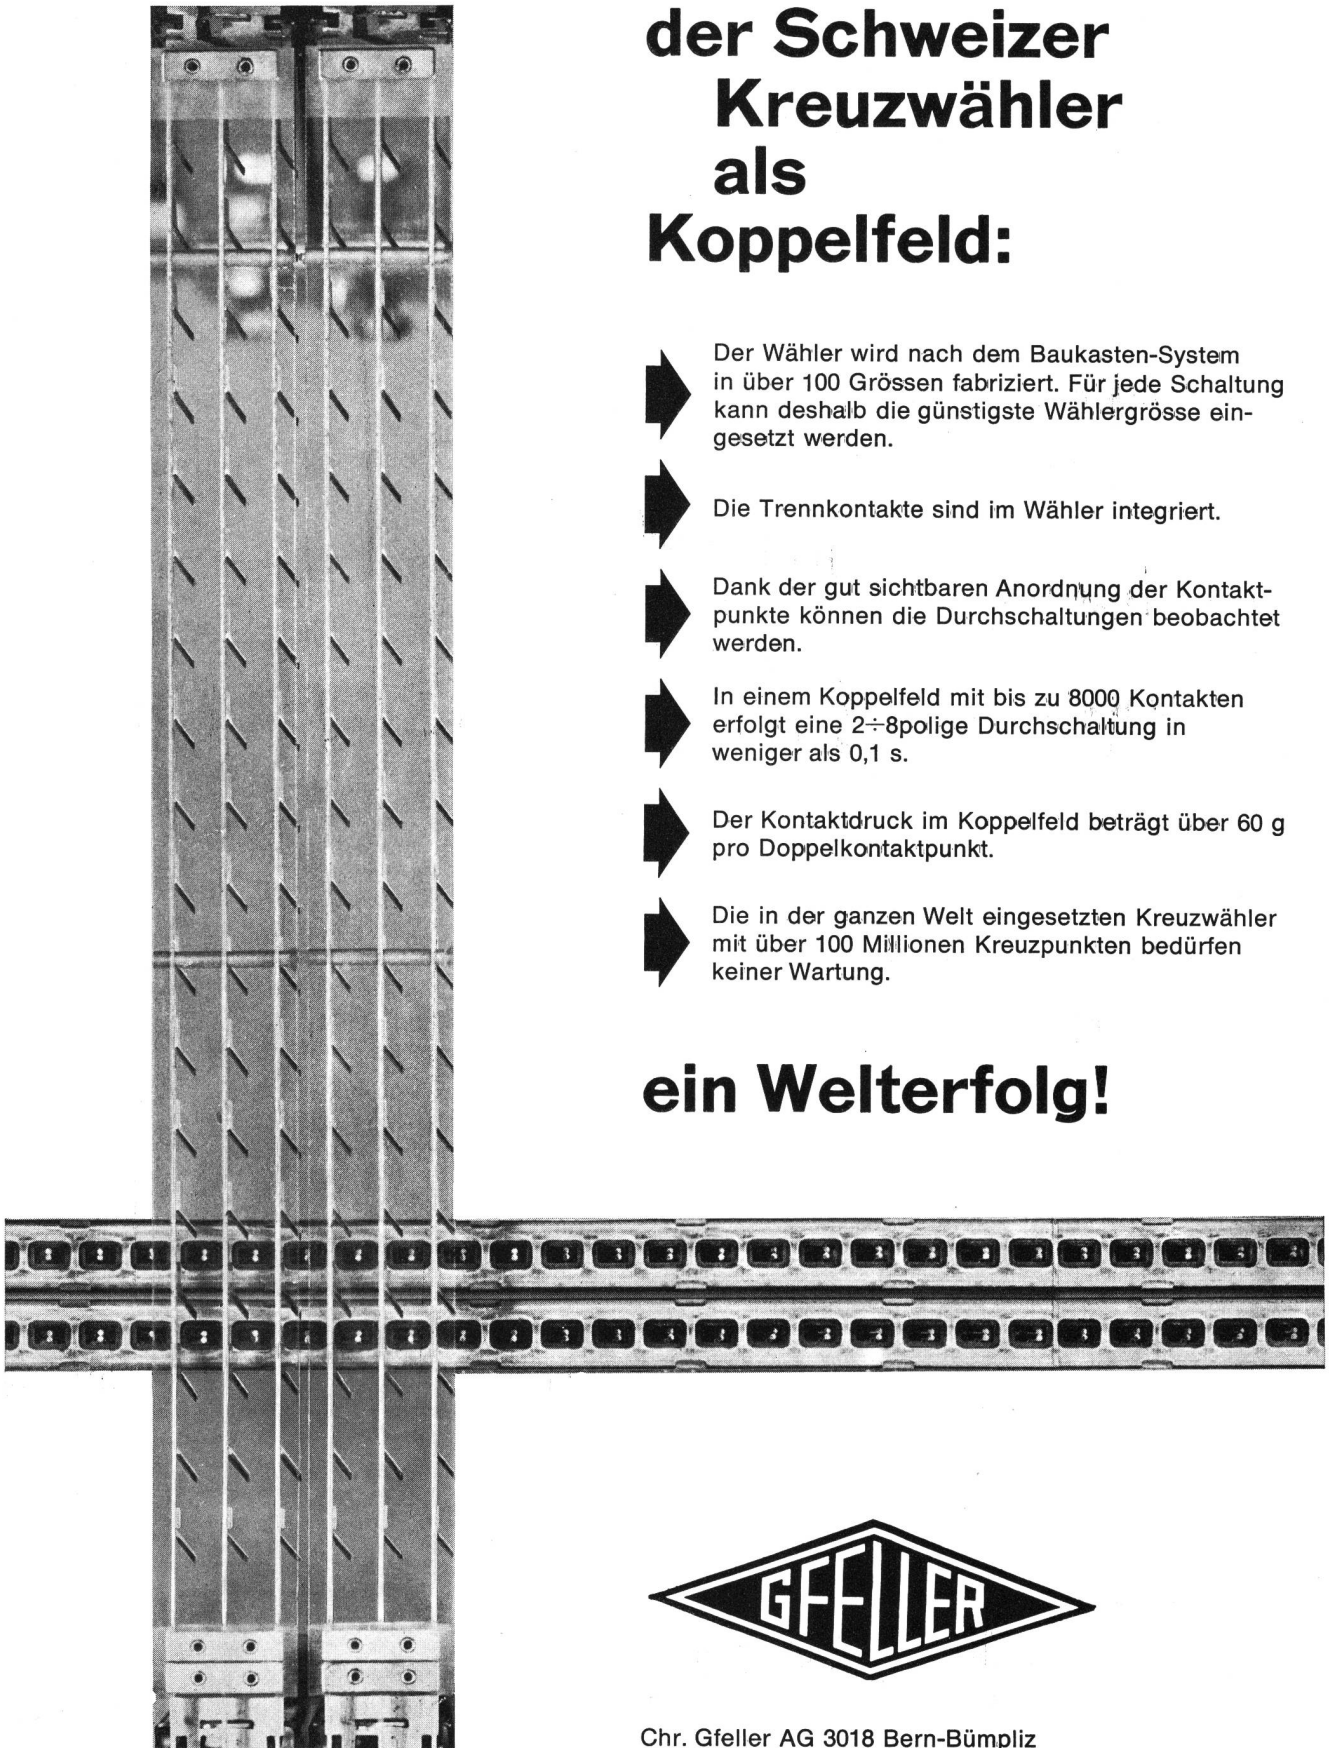 der Schweizer
Kreuzwähler
als
Koppelfeld:
Der Wähler wird nach dem Baukasten-System
in über 100 Grössen fabriziert. Für jede Schaltung
kann deshalb die günstigste Wählergrösse ein-
gesetzt werden.
Die Trennkontakte sind im Wähler integriert.
Dank der gut sichtbaren Anordnung der Kontakt-
punkte können die Durchschaltungen beobachtet
werden.
In einem Koppelfeld mit bis zu 8000 Kontakten
erfolgt eine 2÷8polige Durchschaltung in
weniger als 0,1 s.
Der Kontaktdruck im Koppelfeld beträgt über 60 g
pro Doppelkontaktpunkt.
Die in der ganzen Welt eingesetzten Kreuzwähler
mit über 100 Millionen Kreuzpunkten bedürfen
keiner Wartung.
ein Welterfolg!
GFELLER
Chr. Gfeller AG 3018 Bern-Bümpliz